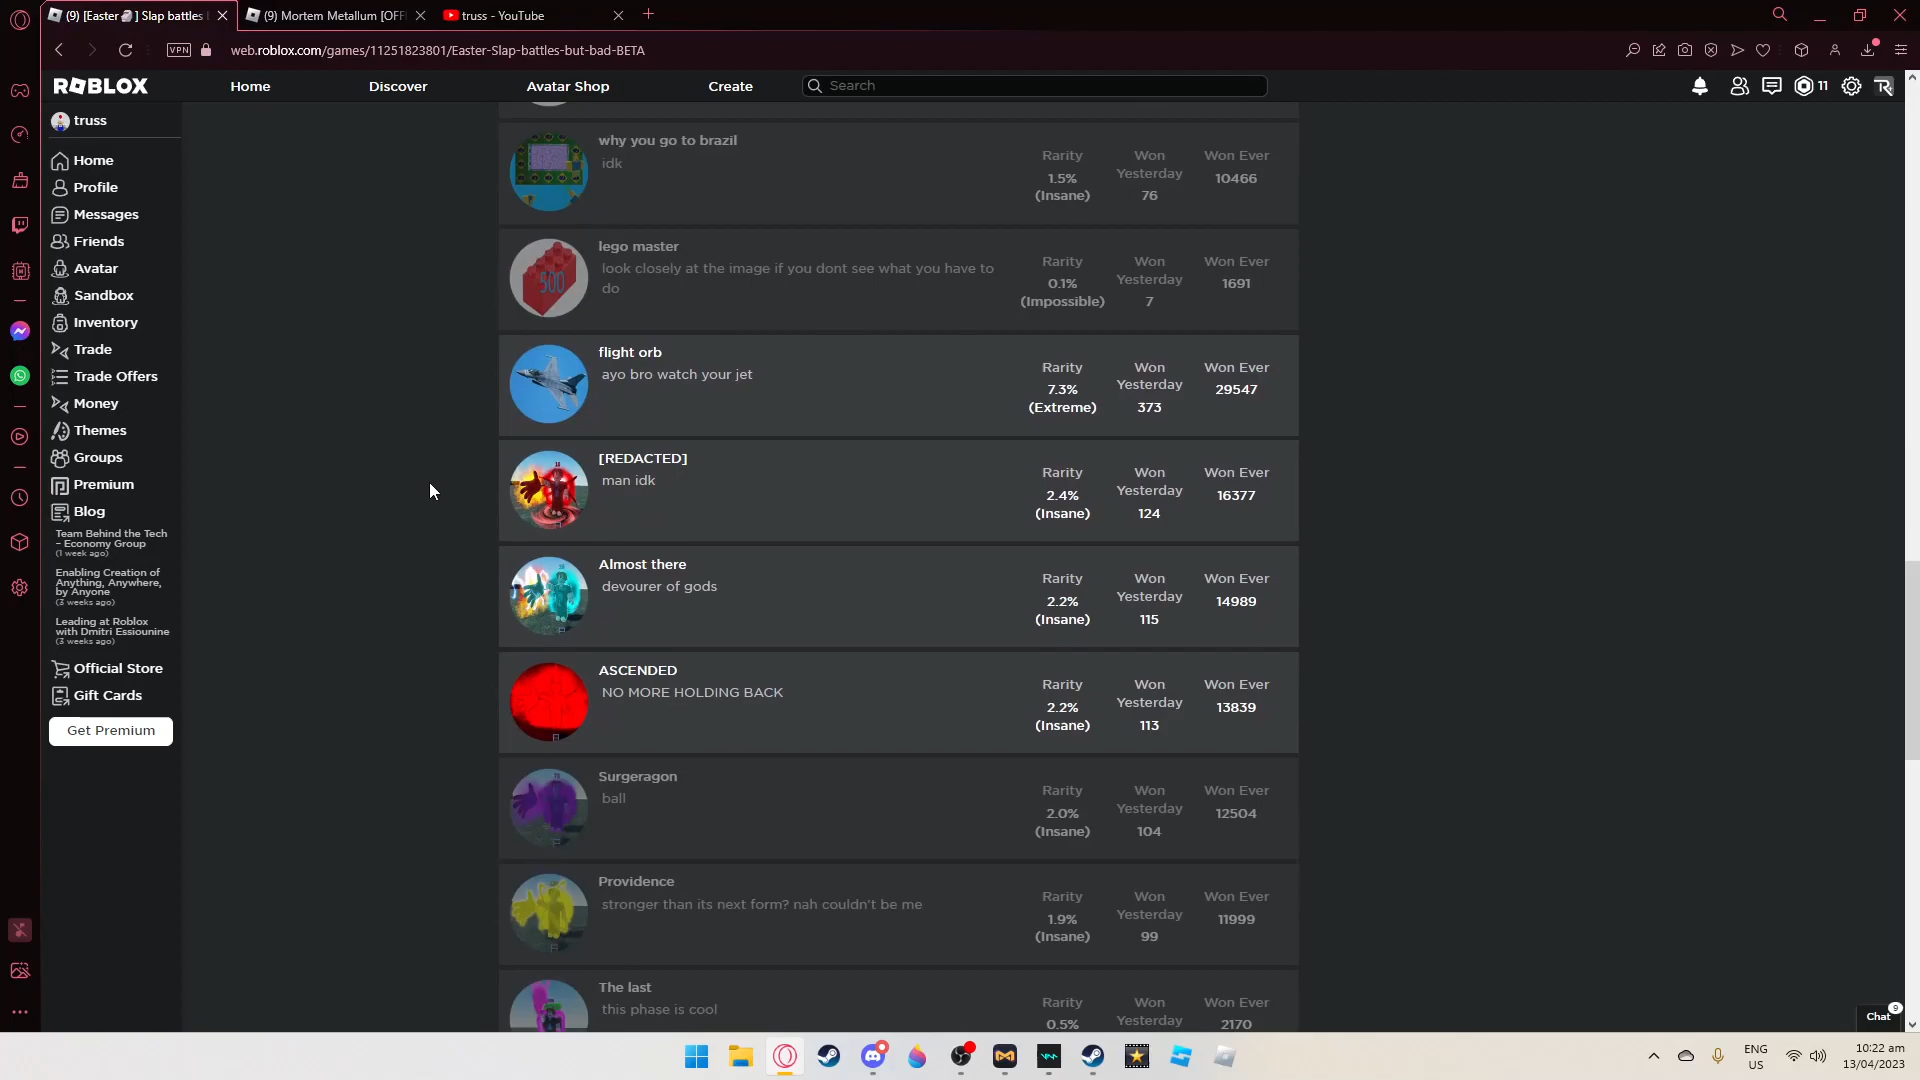 (9) [Easter🗿] Slap battles
(9) Mortem Metallum [OFF
truss - YouTube
VPN
web.roblox.com/games/11251823801/Easter-Slap-battles-but-bad-BETA
ROBLOX
Home
Discover
Avatar Shop
Create
Search
11
truss
Home
Profile
Messages
Friends
Avatar
Sandbox
Inventory
Trade
Trade Offers
Money
Themes
Groups
Premium
Blog
Team Behind the Tech
– Economy Group
(1 week ago)
Enabling Creation of
Anything, Anywhere,
by Anyone
(3 weeks ago)
Leading at Roblox
with Dmitri Essiounine
(3 weeks ago)
Official Store
Gift Cards
Get Premium
why you go to brazil
idk
Rarity
1.5%
(Insane)
Won
Yesterday
76
Won Ever
10466
500
lego master
look closely at the image if you dont see what you have to
do
Rarity
0.1%
(Impossible)
Won
Yesterday
7
Won Ever
1691
flight orb
ayo bro watch your jet
Rarity
7.3%
(Extreme)
Won
Yesterday
373
Won Ever
29547
[REDACTED]
man idk
Rarity
2.4%
(Insane)
Won
Yesterday
124
Won Ever
16377
Almost there
devourer of gods
Rarity
2.2%
(Insane)
Won
Yesterday
115
Won Ever
14989
ASCENDED
NO MORE HOLDING BACK
Rarity
2.2%
(Insane)
Won
Yesterday
113
Won Ever
13839
Surgeragon
ball
Rarity
2.0%
(Insane)
Won
Yesterday
104
Won Ever
12504
Providence
stronger than its next form? nah couldn't be me
Rarity
1.9%
(Insane)
Won
Yesterday
99
Won Ever
11999
The last
this phase is cool
Rarity
0.5%
Won
Yesterday
Won Ever
2170
Chat
9
ENG
US
10:22 am
13/04/2023